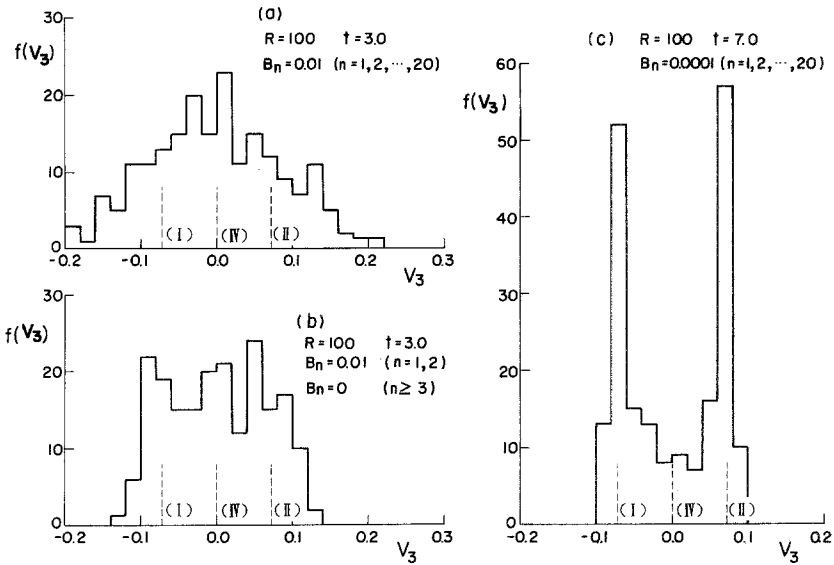 (a)
R=100 t=3.0
Bn=0.01 (n=1,2,···,20)
f(V3)
30
20
10
0
(I) (IV) (II)
-0.2 -0.1 0.0 0.1 0.2 0.3
V3
(b)
R=100 t=3.0
Bn=0.01 (n=1,2)
Bn=0 (n≥3)
f(V3)
30
20
10
0
(I) (IV) (II)
-0.2 -0.1 0.0 0.1 0.2 0.3
V3
(c) R=100 t=7.0
Bn=0.0001 (n=1,2,···,20)
f(V3)
60
50
40
30
20
10
0
(I) (IV) (II)
-0.2 -0.1 0.0 0.1 0.2
V3